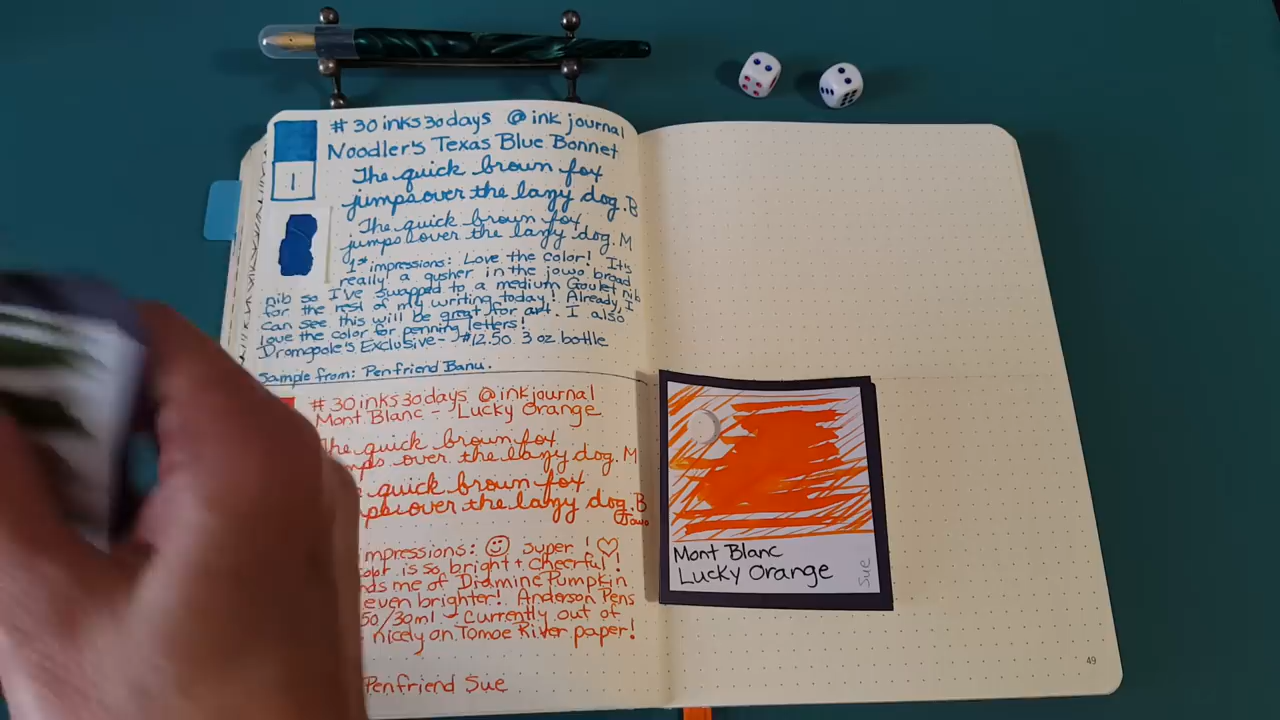 # 30inks30days @inkjournal
Noodler's Texas Blue Bonnet
The quick brown fox
jumps over the lazy dog. B
The quick brown fox
jumps over the lazy dog. M
1st impressions: Love the color! It's
really a gusher in the jowo broad
nib so I've swapped to a medium Goulet nib
for the rest of my writing today! Already, I
can see this will be great for art. I also
love the color for penning letters!
Dromgoole's Exclusive - $12.50 3 oz bottle
Sample from: Penfriend Banu.
# 30inks30days @inkjournal
Mont Blanc - Lucky Orange
The quick brown fox
over the lazy dog. M
quick brown fox
over the lazy dog. B
Jowo
impressions: super!
is so bright + cheerful!
me of Diamine Pumpkin
even brighter! Anderson Pens
/30ml - currently out of
nicely on Tomoe River paper!
Penfriend Sue
Mont Blanc
Lucky Orange
Sue
49